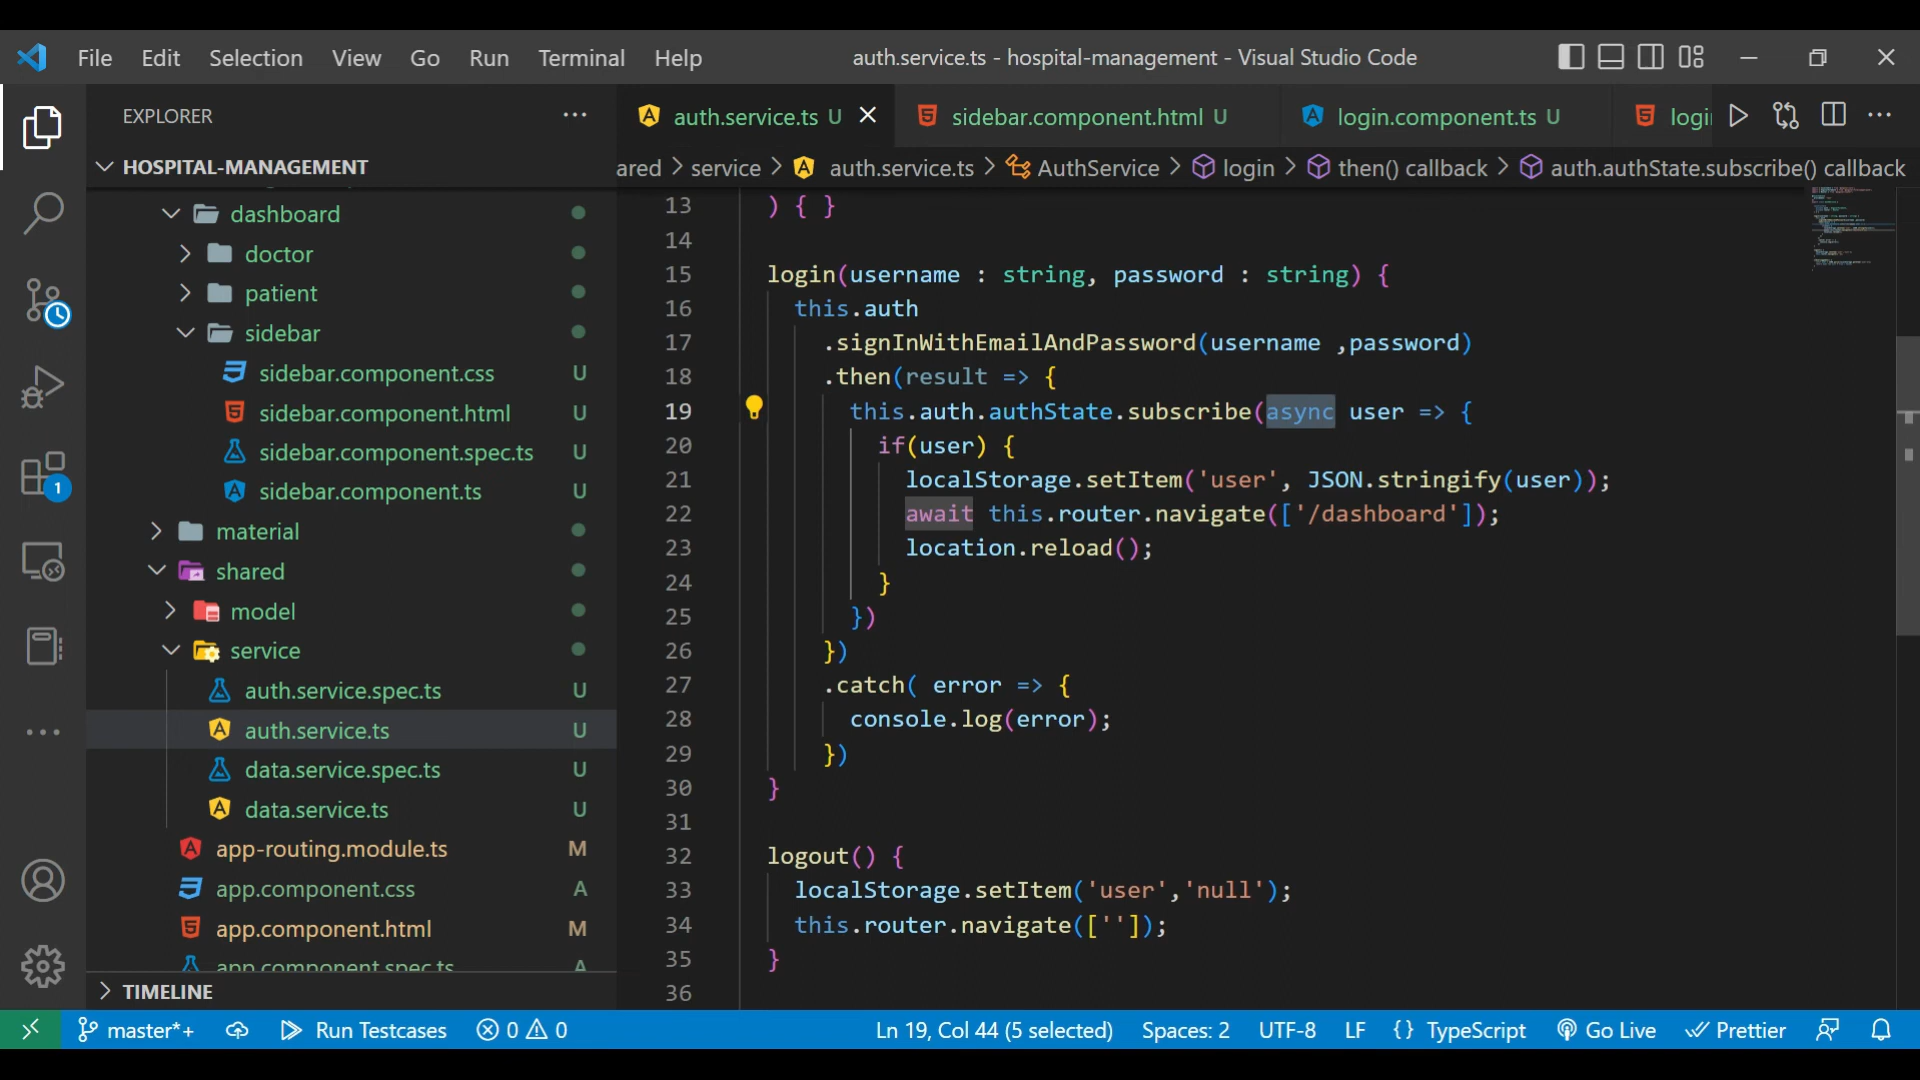 File Edit Selection View Go Run Terminal Help auth.service.ts - hospital-management - Visual Studio Code
EXPLORER
HOSPITAL-MANAGEMENT
dashboard
doctor
patient
sidebar
sidebar.component.css U
sidebar.component.html U
sidebar.component.spec.ts U
sidebar.component.ts U
material
shared
model
service
auth.service.spec.ts U
auth.service.ts U
data.service.spec.ts U
data.service.ts U
app-routing.module.ts M
app.component.css A
app.component.html M
app.component.spec.ts A
TIMELINE
1
auth.service.ts U sidebar.component.html U login.component.ts U logi
ared > service > auth.service.ts > AuthService > login > then() callback > auth.authState.subscribe() callback
13 ) { }
14
15 login(username : string, password : string) {
16 this.auth
17 .signInWithEmailAndPassword(username ,password)
18 .then(result => {
19 this.auth.authState.subscribe(async user => {
20 if(user) {
21 localStorage.setItem('user', JSON.stringify(user));
22 await this.router.navigate(['/dashboard']);
23 location.reload();
24 }
25 })
26 })
27 .catch( error => {
28 console.log(error);
29 })
30 }
31
32 logout() {
33 localStorage.setItem('user','null');
34 this.router.navigate(['']);
35 }
36
master*+ Run Testcases 0 0 Ln 19, Col 44 (5 selected) Spaces: 2 UTF-8 LF {} TypeScript Go Live Prettier